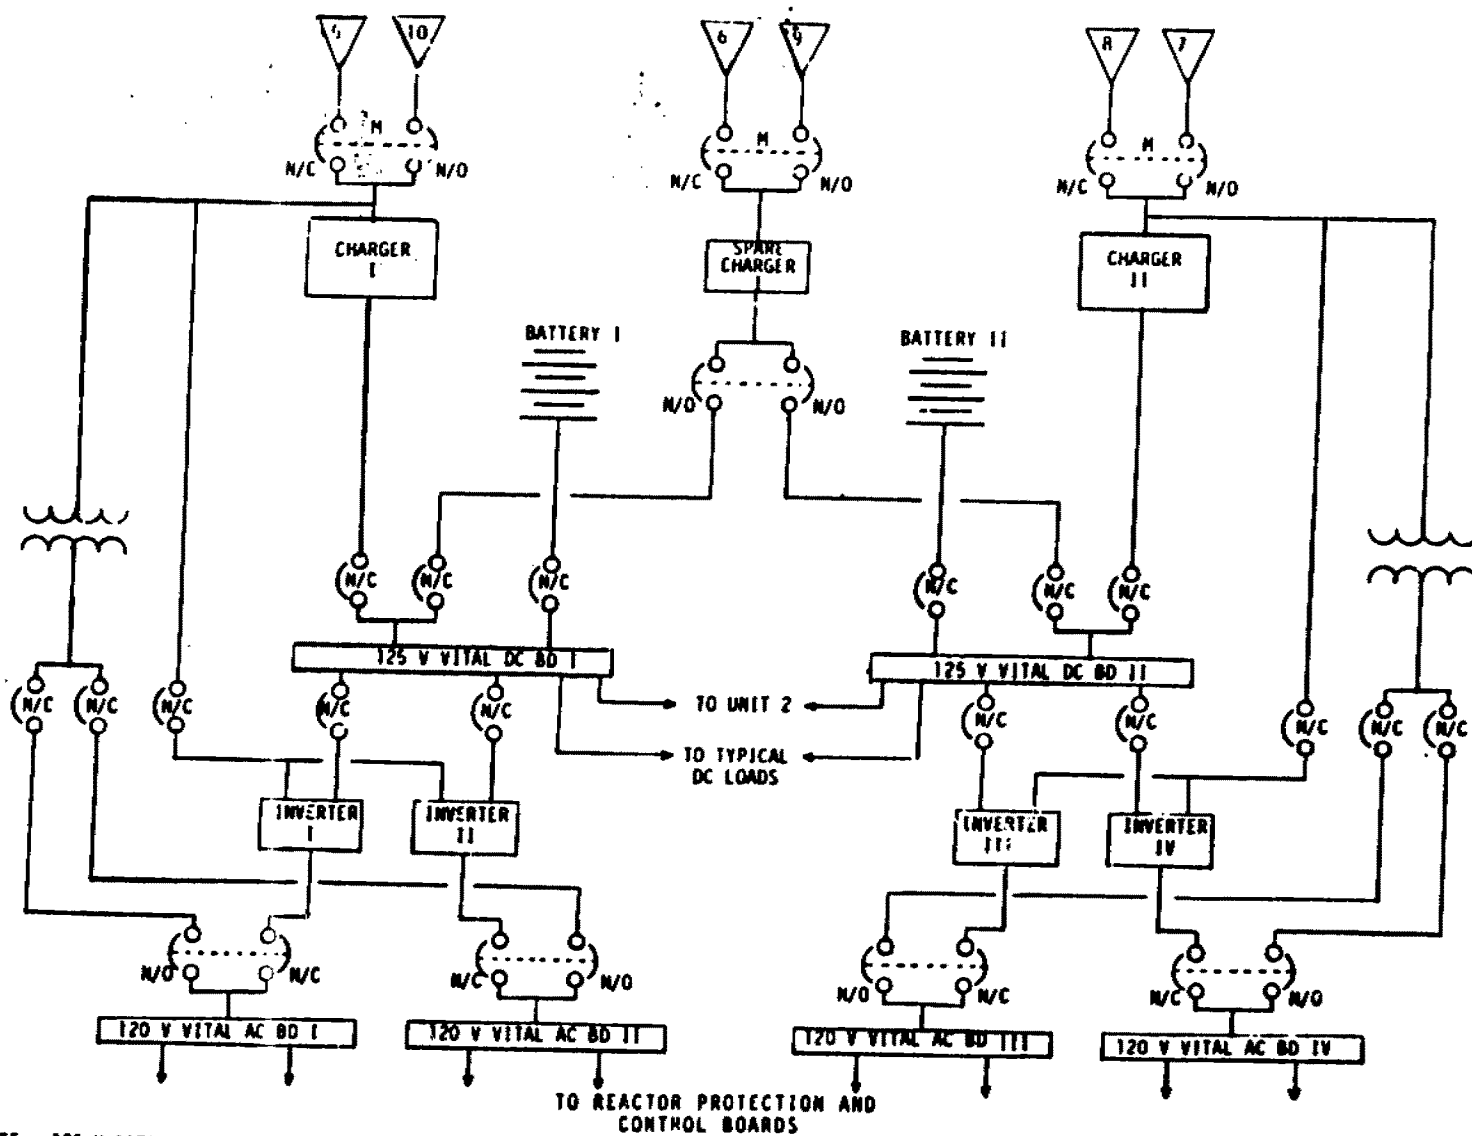 10
6
9
8
7
M
N/C
N/O
M
N/C
N/O
M
N/C
N/O
CHARGER
I
SPARE
CHARGER
CHARGER
II
BATTERY I
BATTERY II
N/O
N/O
N/C
N/C
N/C
N/C
N/C
N/C
125 V VITAL DC BD I
125 V VITAL DC BD II
N/C
N/C
N/C
N/C
N/C
TO UNIT 2
N/C
N/C
N/C
N/C
N/C
TO TYPICAL
DC LOADS
INVERTER
I
INVERTER
II
INVERTER
III
INVERTER
IV
N/O
N/C
N/C
N/O
N/O
N/C
N/C
N/O
120 V VITAL AC BD I
120 V VITAL AC BD II
120 V VITAL AC BD III
120 V VITAL AC BD IV
TO REACTOR PROTECTION AND
CONTROL BOARDS